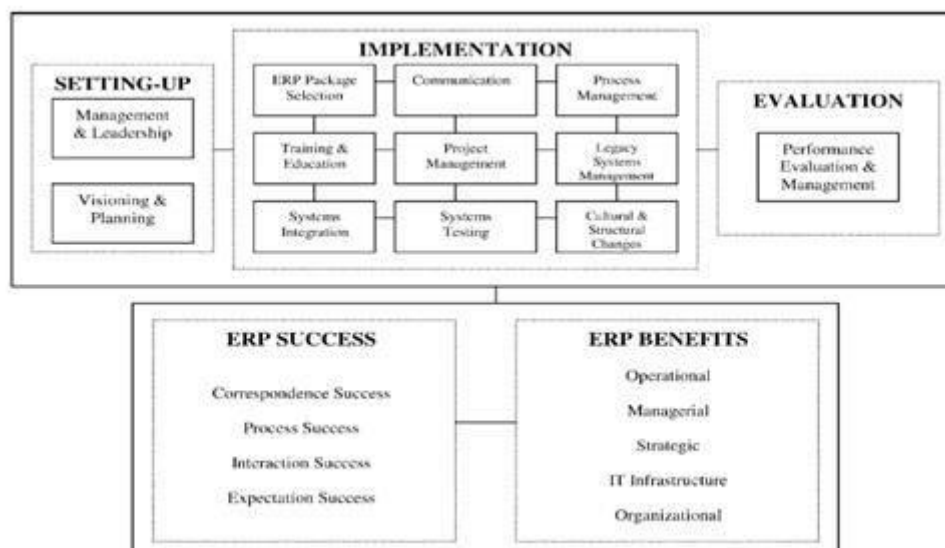 IMPLEMENTATION
SETTING-UP
Management
& Leadership
Visioning &
Planning
ERP Package
Selection
Communication
Process
Management
Training &
Education
Project
Management
Legacy
Systems
Management
Systems
Integration
Systems
Testing
Cultural &
Structural
Changes
EVALUATION
Performance
Evaluation &
Management
ERP SUCCESS
Correspondence Success
Process Success
Interaction Success
Expectation Success
ERP BENEFITS
Operational
Managerial
Strategic
IT Infrastructure
Organizational